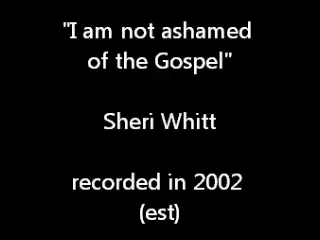 "I am not ashamed
of the Gospel"
Sheri Whitt
recorded in 2002
(est)